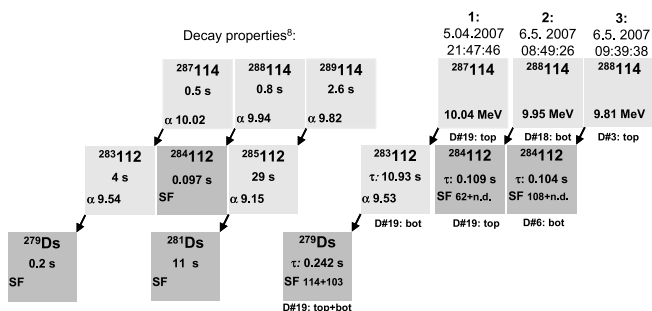 Decay properties⁸:
1: 2: 3:
5.04.2007 6.5. 2007 6.5. 2007
21:47:46 08:49:26 09:39:38
²⁸⁷114 ²⁸⁸114 ²⁸⁹114 ²⁸⁷114 ²⁸⁸114 ²⁸⁸114
0.5 s 0.8 s 2.6 s
α 10.02 α 9.94 α 9.82 10.04 MeV 9.95 MeV 9.81 MeV
D#19: top D#18: bot D#3: top
²⁸³112 ²⁸⁴112 ²⁸⁵112 ²⁸³112 ²⁸⁴112 ²⁸⁴112
4 s 0.097 s 29 s τ: 10.93 s τ: 0.109 s τ: 0.104 s
α 9.54 SF α 9.15 α 9.53 SF 62+n.d. SF 108+n.d.
D#19: bot D#19: top D#6: bot
²⁷⁹Ds ²⁸¹Ds ²⁷⁹Ds
0.2 s 11 s τ: 0.242 s
SF SF SF 114+103
D#19: top+bot